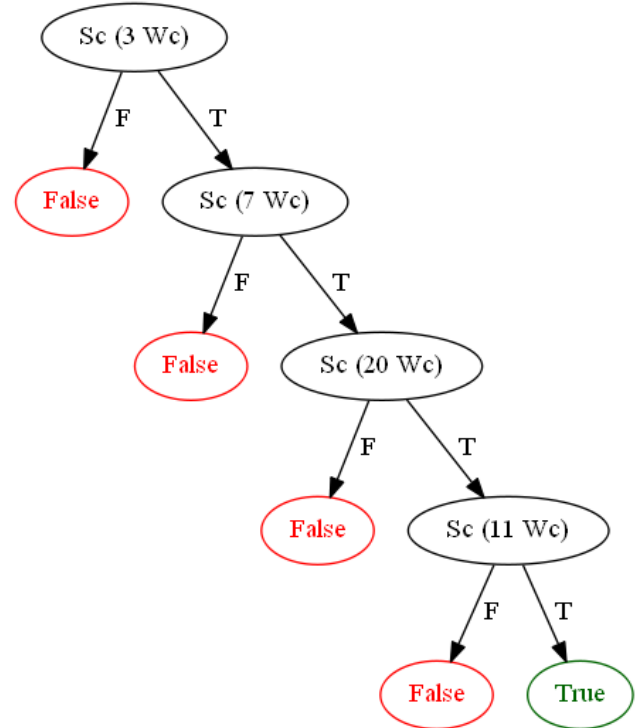 Sc (3 Wc)
F
T
False
Sc (7 Wc)
F
T
False
Sc (20 Wc)
F
T
False
Sc (11 Wc)
F
T
False
True